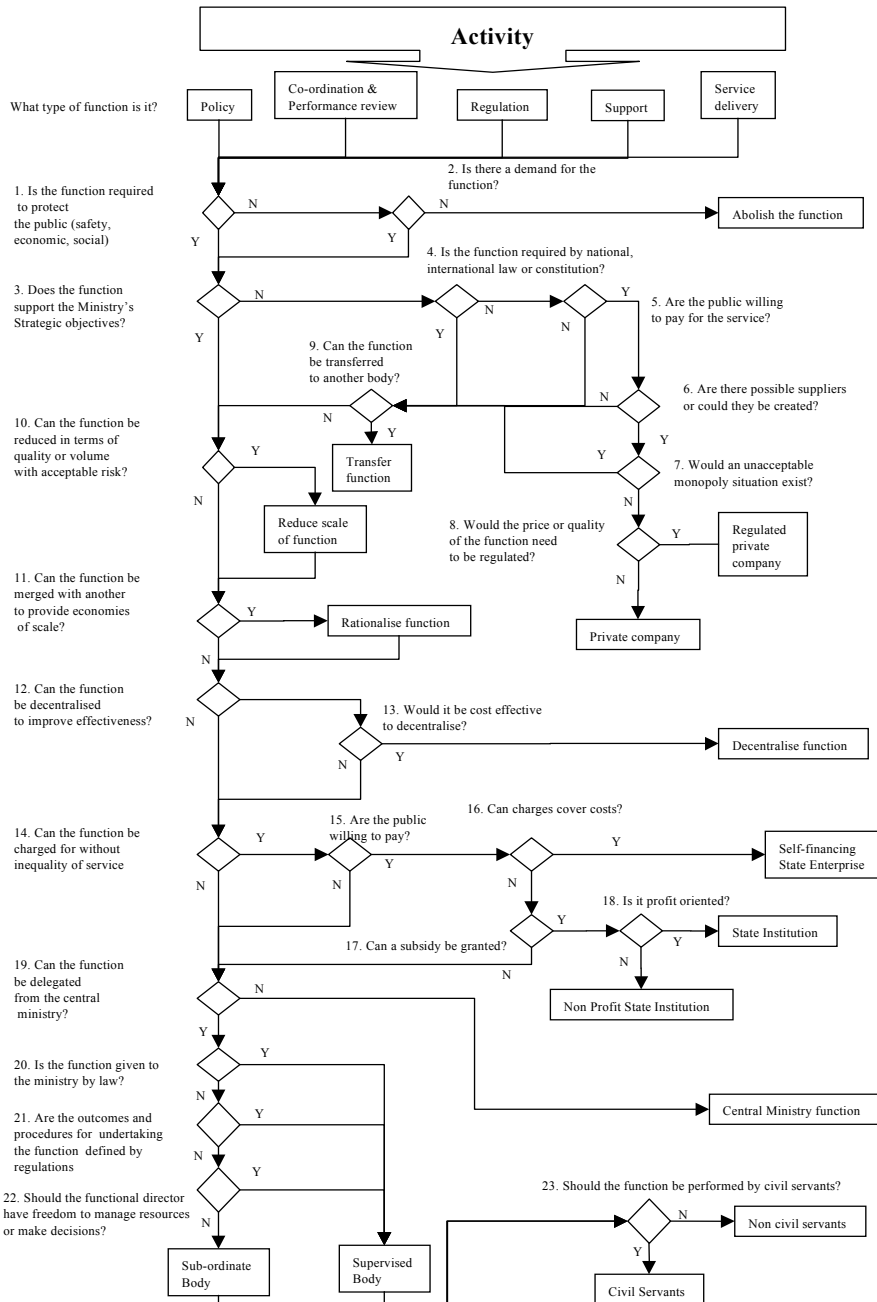 Activity
What type of function is it?
Policy
Co-ordination &
Performance review
Regulation
Support
Service
delivery
1. Is the function required
to protect
the public (safety,
economic, social)
N
Y
2. Is there a demand for the
function?
N
Y
Abolish the function
3. Does the function
support the Ministry's
Strategic objectives?
N
Y
4. Is the function required by national,
international law or constitution?
N
Y
Y
N
5. Are the public willing
to pay for the service?
9. Can the function
be transferred
to another body?
N
Y
Transfer
function
6. Are there possible suppliers
or could they be created?
N
Y
7. Would an unacceptable
monopoly situation exist?
Y
N
8. Would the price or quality
of the function need
to be regulated?
Y
N
Regulated
private
company
Private company
10. Can the function be
reduced in terms of
quality or volume
with acceptable risk?
Y
N
Reduce scale
of function
11. Can the function be
merged with another
to provide economies
of scale?
Y
N
Rationalise function
12. Can the function
be decentralised
to improve effectiveness?
N
13. Would it be cost effective
to decentralise?
N
Y
Decentralise function
14. Can the function be
charged for without
inequality of service
Y
N
15. Are the public
willing to pay?
Y
N
16. Can charges cover costs?
Y
N
Self-financing
State Enterprise
17. Can a subsidy be granted?
Y
N
18. Is it profit oriented?
Y
N
State Institution
Non Profit State Institution
19. Can the function
be delegated
from the central
ministry?
N
Y
Central Ministry function
20. Is the function given to
the ministry by law?
Y
N
21. Are the outcomes and
procedures for undertaking
the function defined by
regulations
Y
N
22. Should the functional director
have freedom to manage resources
or make decisions?
Y
N
Sub-ordinate
Body
Supervised
Body
23. Should the function be performed by civil servants?
N
Y
Non civil servants
Civil Servants